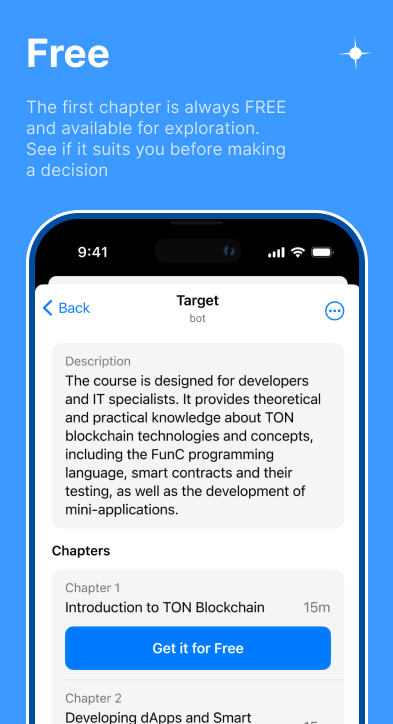 Free
The first chapter is always FREE
and available for exploration.
See if it suits you before making
a decision
9:41
Back
Target
bot
Description
The course is designed for developers
and IT specialists. It provides theoretical
and practical knowledge about TON
blockchain technologies and concepts,
including the FunC programming
language, smart contracts and their
testing, as well as the development of
mini-applications.
Chapters
Chapter 1
Introduction to TON Blockchain 15m
Get it for Free
Chapter 2
Developing dApps and Smart